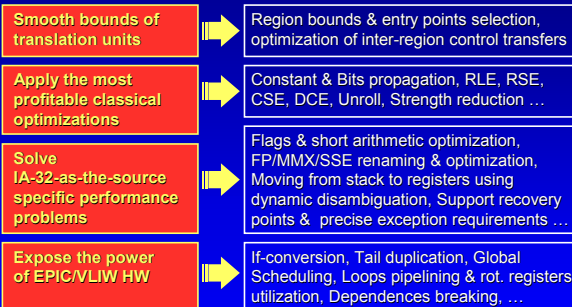 Smooth bounds of
translation units
Region bounds & entry points selection,
optimization of inter-region control transfers
Apply the most
profitable classical
optimizations
Constant & Bits propagation, RLE, RSE,
CSE, DCE, Unroll, Strength reduction …
Solve
IA-32-as-the-source
specific performance
problems
Flags & short arithmetic optimization,
FP/MMX/SSE renaming & optimization,
Moving from stack to registers using
dynamic disambiguation, Support recovery
points & precise exception requirements …
Expose the power
of EPIC/VLIW HW
If-conversion, Tail duplication, Global
Scheduling, Loops pipelining & rot. registers
utilization, Dependences breaking, …